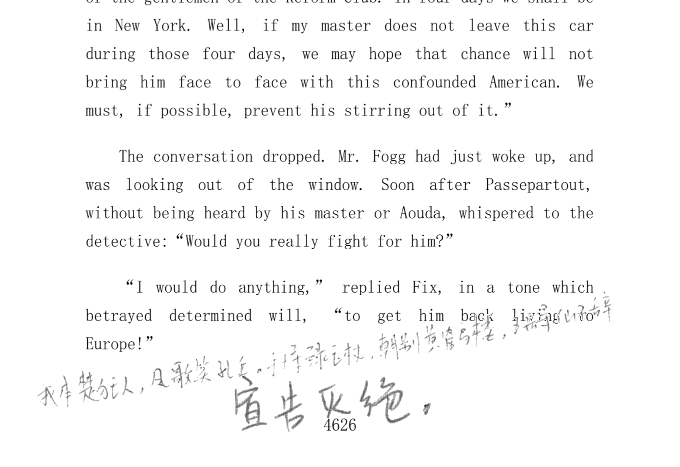 of the gentlemen of the Reform Club. In four days we shall be
in New York. Well, if my master does not leave this car
during those four days, we may hope that chance will not
bring him face to face with this confounded American. We
must, if possible, prevent his stirring out of it.”
The conversation dropped. Mr. Fogg had just woke up, and
was looking out of the window. Soon after Passepartout,
without being heard by his master or Aouda, whispered to the
detective: “Would you really fight for him?”
“I would do anything,” replied Fix, in a tone which
betrayed determined will, “to get him back living to
Europe!”
我本楚狂人，凤歌笑孔丘。手持绿玉杖，朝别黄鹤楼，
宣告灭绝。
4626